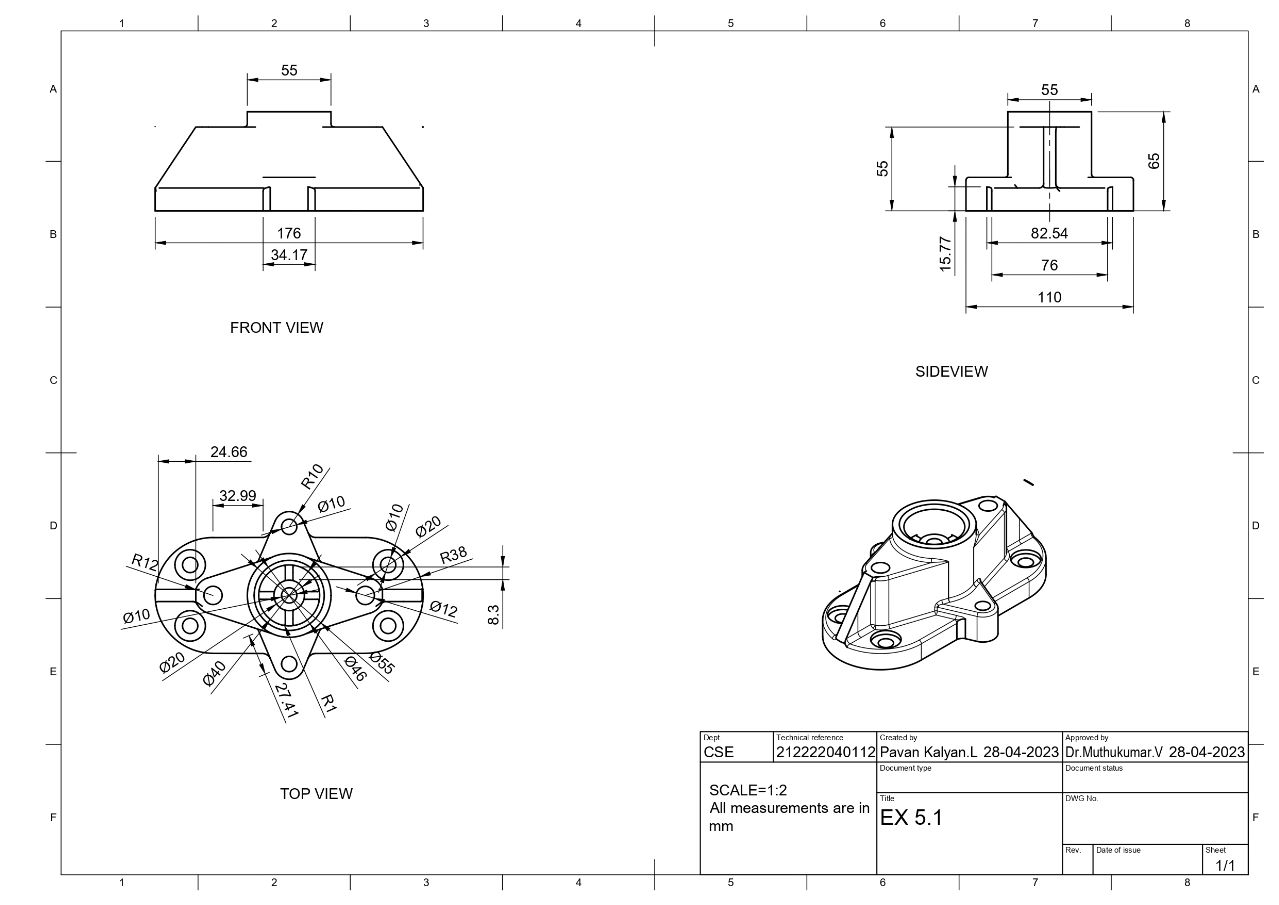 1 2 3 4 5 6 7 8
A A
55
55
55
65
B B
176
34.17
82.54
15.77
76
110
FRONT VIEW
SIDEVIEW
C C
24.66
R10
32.99
Ø10
Ø10
Ø20
D D
R12
R38
Ø10
Ø12
8.3
Ø20
Ø40
27.41
R1
Ø46
Ø55
E E
TOP VIEW
Dept
CSE
Technical reference
212222040112
Created by
Pavan Kalyan.L 28-04-2023
Approved by
Dr.Muthukumar.V 28-04-2023
Document type
Document status
SCALE=1:2
All measurements are in
mm
Title
EX 5.1
DWG No.
F F
Rev.
Date of issue
Sheet
1/1
1 2 3 4 5 6 7 8